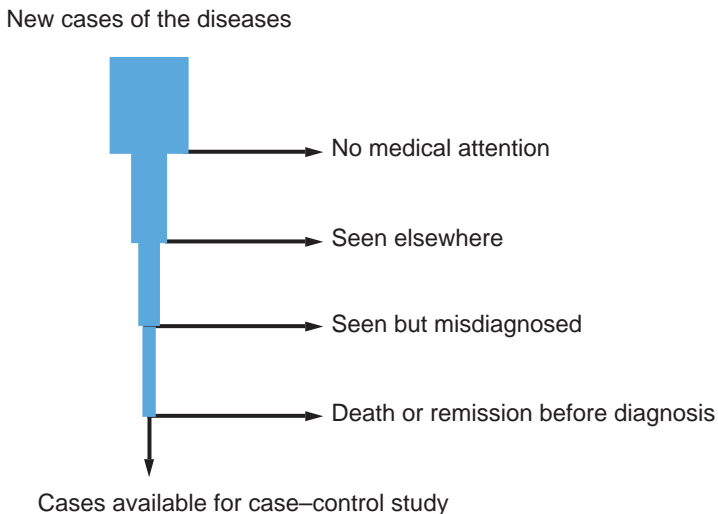 New cases of the diseases
No medical attention
Seen elsewhere
Seen but misdiagnosed
Death or remission before diagnosis
Cases available for case–control study